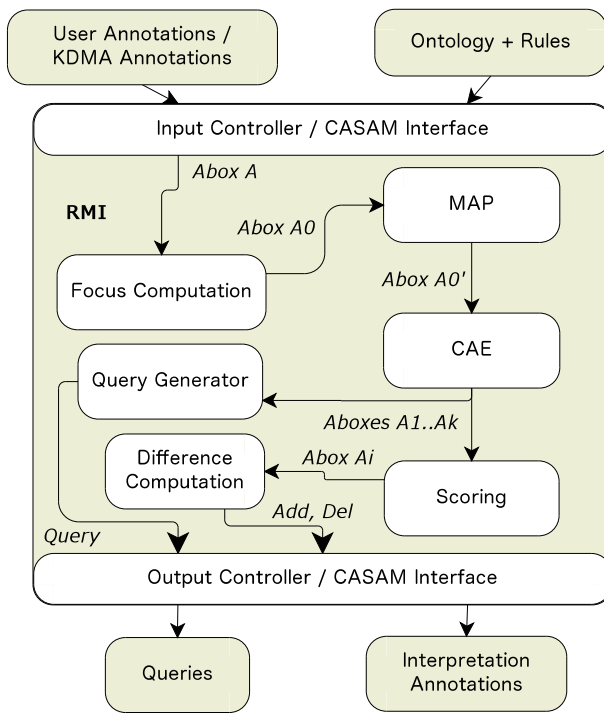 User Annotations /
KDMA Annotations
Ontology + Rules
Input Controller / CASAM Interface
Abox A
RMI
MAP
Abox A0
Focus Computation
Abox A0'
CAE
Query Generator
Aboxes A1..Ak
Difference
Computation
Abox Ai
Scoring
Add, Del
Query
Output Controller / CASAM Interface
Queries
Interpretation
Annotations